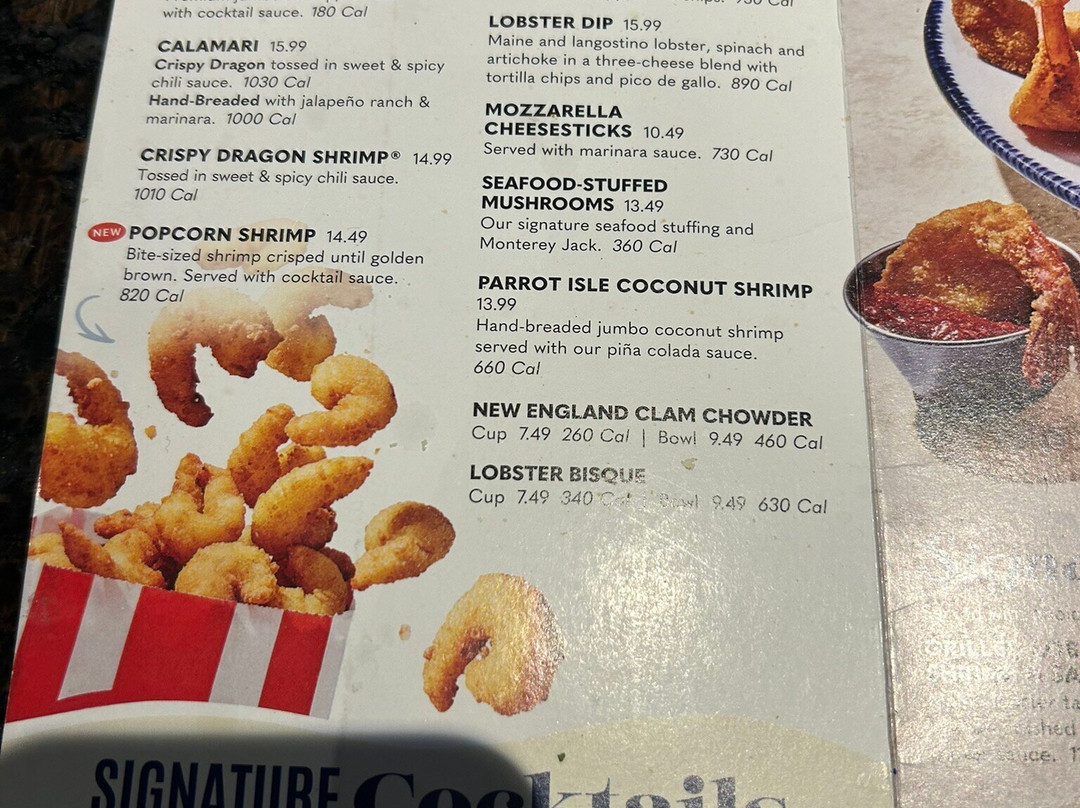 with cocktail sauce. 180 Cal
CALAMARI 15.99
Crispy Dragon tossed in sweet & spicy
chili sauce. 1030 Cal
Hand-Breaded with jalapeño ranch &
marinara. 1000 Cal
CRISPY DRAGON SHRIMP® 14.99
Tossed in sweet & spicy chili sauce.
1010 Cal
NEW POPCORN SHRIMP 14.49
Bite-sized shrimp crisped until golden
brown. Served with cocktail sauce.
820 Cal
LOBSTER DIP 15.99
Maine and langostino lobster, spinach and
artichoke in a three-cheese blend with
tortilla chips and pico de gallo. 890 Cal
MOZZARELLA
CHEESESTICKS 10.49
Served with marinara sauce. 730 Cal
SEAFOOD-STUFFED
MUSHROOMS 13.49
Our signature seafood stuffing and
Monterey Jack. 360 Cal
PARROT ISLE COCONUT SHRIMP
13.99
Hand-breaded jumbo coconut shrimp
served with our piña colada sauce.
660 Cal
NEW ENGLAND CLAM CHOWDER
Cup 7.49 260 Cal | Bowl 9.49 460 Cal
LOBSTER BISQUE
Cup 7.49 340 Cal | Bowl 9.49 630 Cal
SIGNATURE Cocktails